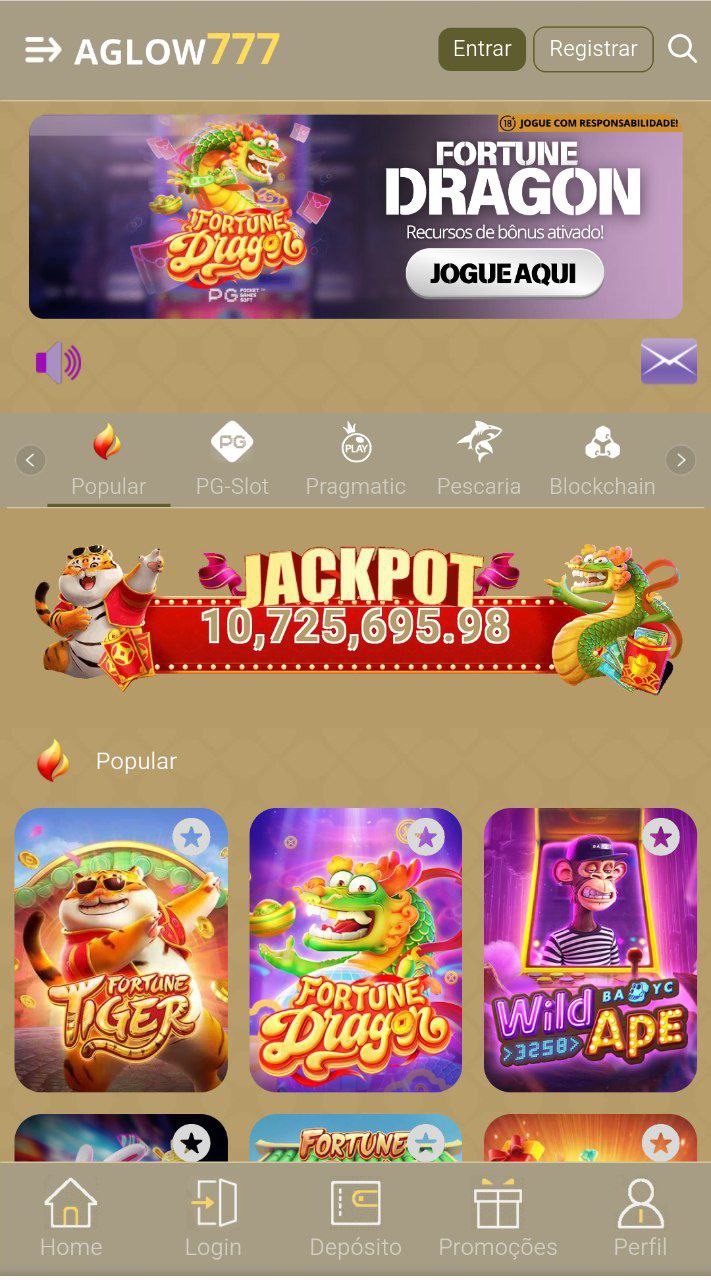 AGLOW777
Entrar
Registrar
18 JOGUE COM RESPONSABILIDADE!
FORTUNE
DRAGON
Recursos de bônus ativado!
JOGUE AQUI
FORTUNE
Dragon
PG POCKET GAMES SOFT
Popular
PG-Slot
Pragmatic
Pescaria
Blockchain
PG
PLAY
JACKPOT
10,725,695.98
Popular
FORTUNE
TIGER
FORTUNE
Dragon
BAYC
Wild
Ape
>3258>
FORTUNE
Home
Login
Depósito
Promoções
Perfil